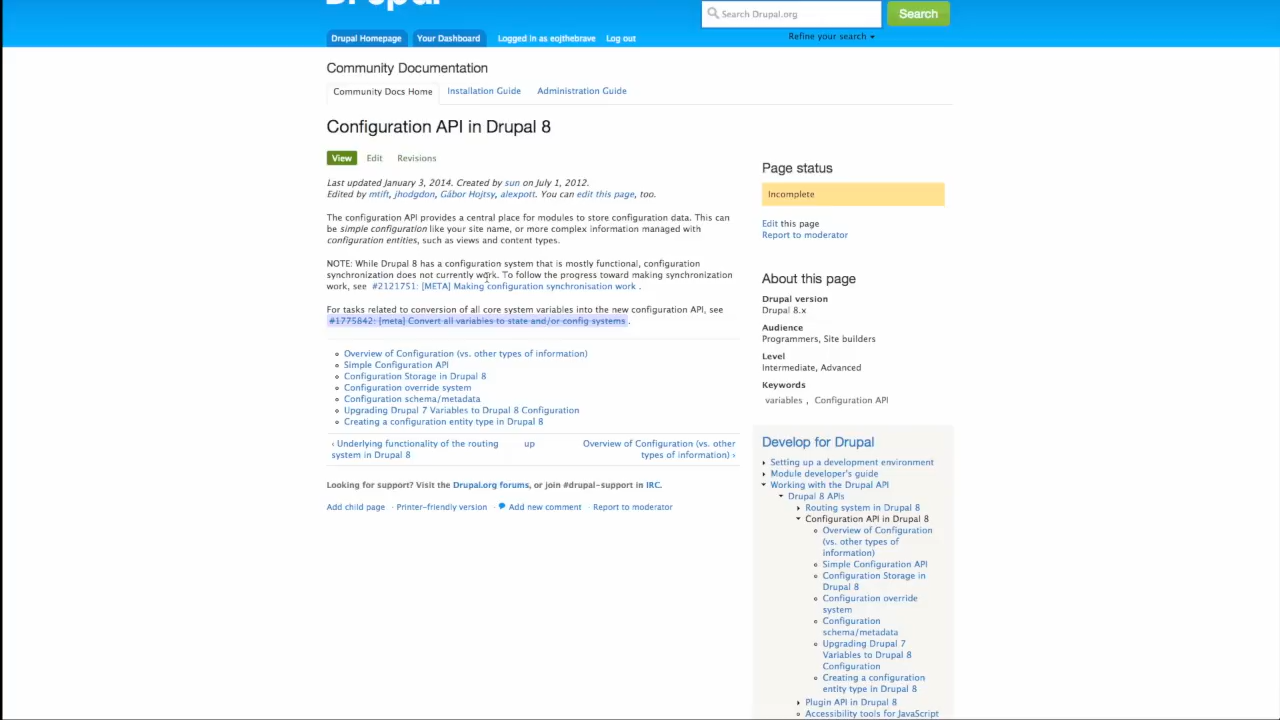 Drupal
Search Drupal.org
Search
Refine your search
Drupal Homepage
Your Dashboard
Logged in as eojthebrave
Log out
Community Documentation
Community Docs Home
Installation Guide
Administration Guide
Configuration API in Drupal 8
View
Edit
Revisions
Last updated January 3, 2014. Created by sun on July 1, 2012.
Edited by mtift, jhodgdon, Gábor Hojtsy, alexpott. You can edit this page, too.
The configuration API provides a central place for modules to store configuration data. This can
be simple configuration like your site name, or more complex information managed with
configuration entities, such as views and content types.
NOTE: While Drupal 8 has a configuration system that is mostly functional, configuration
synchronization does not currently work. To follow the progress toward making synchronization
work, see #2121751: [META] Making configuration synchronisation work .
For tasks related to conversion of all core system variables into the new configuration API, see
#1775842: [meta] Convert all variables to state and/or config systems .
Overview of Configuration (vs. other types of information)
Simple Configuration API
Configuration Storage in Drupal 8
Configuration override system
Configuration schema/metadata
Upgrading Drupal 7 Variables to Drupal 8 Configuration
Creating a configuration entity type in Drupal 8
‹ Underlying functionality of the routing
system in Drupal 8
up
Overview of Configuration (vs. other
types of information) ›
Looking for support? Visit the Drupal.org forums, or join #drupal-support in IRC.
Add child page · Printer-friendly version · Add new comment · Report to moderator
Page status
Incomplete
Edit this page
Report to moderator
About this page
Drupal version
Drupal 8.x
Audience
Programmers, Site builders
Level
Intermediate, Advanced
Keywords
variables , Configuration API
Develop for Drupal
Setting up a development environment
Module developer's guide
Working with the Drupal API
Drupal 8 APIs
Routing system in Drupal 8
Configuration API in Drupal 8
Overview of Configuration
(vs. other types of
information)
Simple Configuration API
Configuration Storage in
Drupal 8
Configuration override
system
Configuration
schema/metadata
Upgrading Drupal 7
Variables to Drupal 8
Configuration
Creating a configuration
entity type in Drupal 8
Plugin API in Drupal 8
Accessibility tools for JavaScript